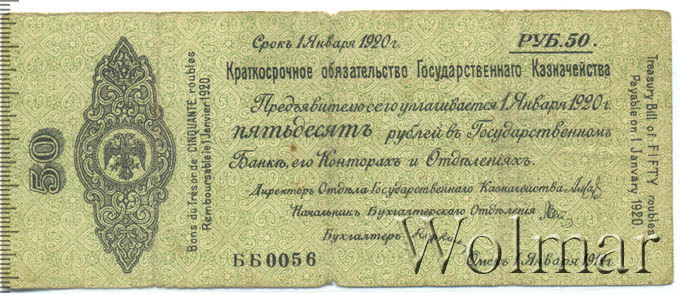 Срокъ 1 Января 1920 г.
РУБ.50.
Краткосрочное обязательство Государственнаго Казначейства
Предъявителю сего уплачивается 1 Января 1920 г.
пятьдесятъ рублей въ Государственномъ
Банкѣ, его Конторахъ и Отдѣленіяхъ.
Директоръ Отдѣла Государственнаго Казначейства
Начальникъ Бухгалтерскаго Отдѣленія
Бухгалтеръ
ББ0056
Омскъ 1 Января 1919 г.
50
Bons du Trésor de CINQUANTE roubles
Remboursable le 1 Janvier 1920.
Treasury Bill of FIFTY roubles
Payable on 1 January 1920
Wolmar